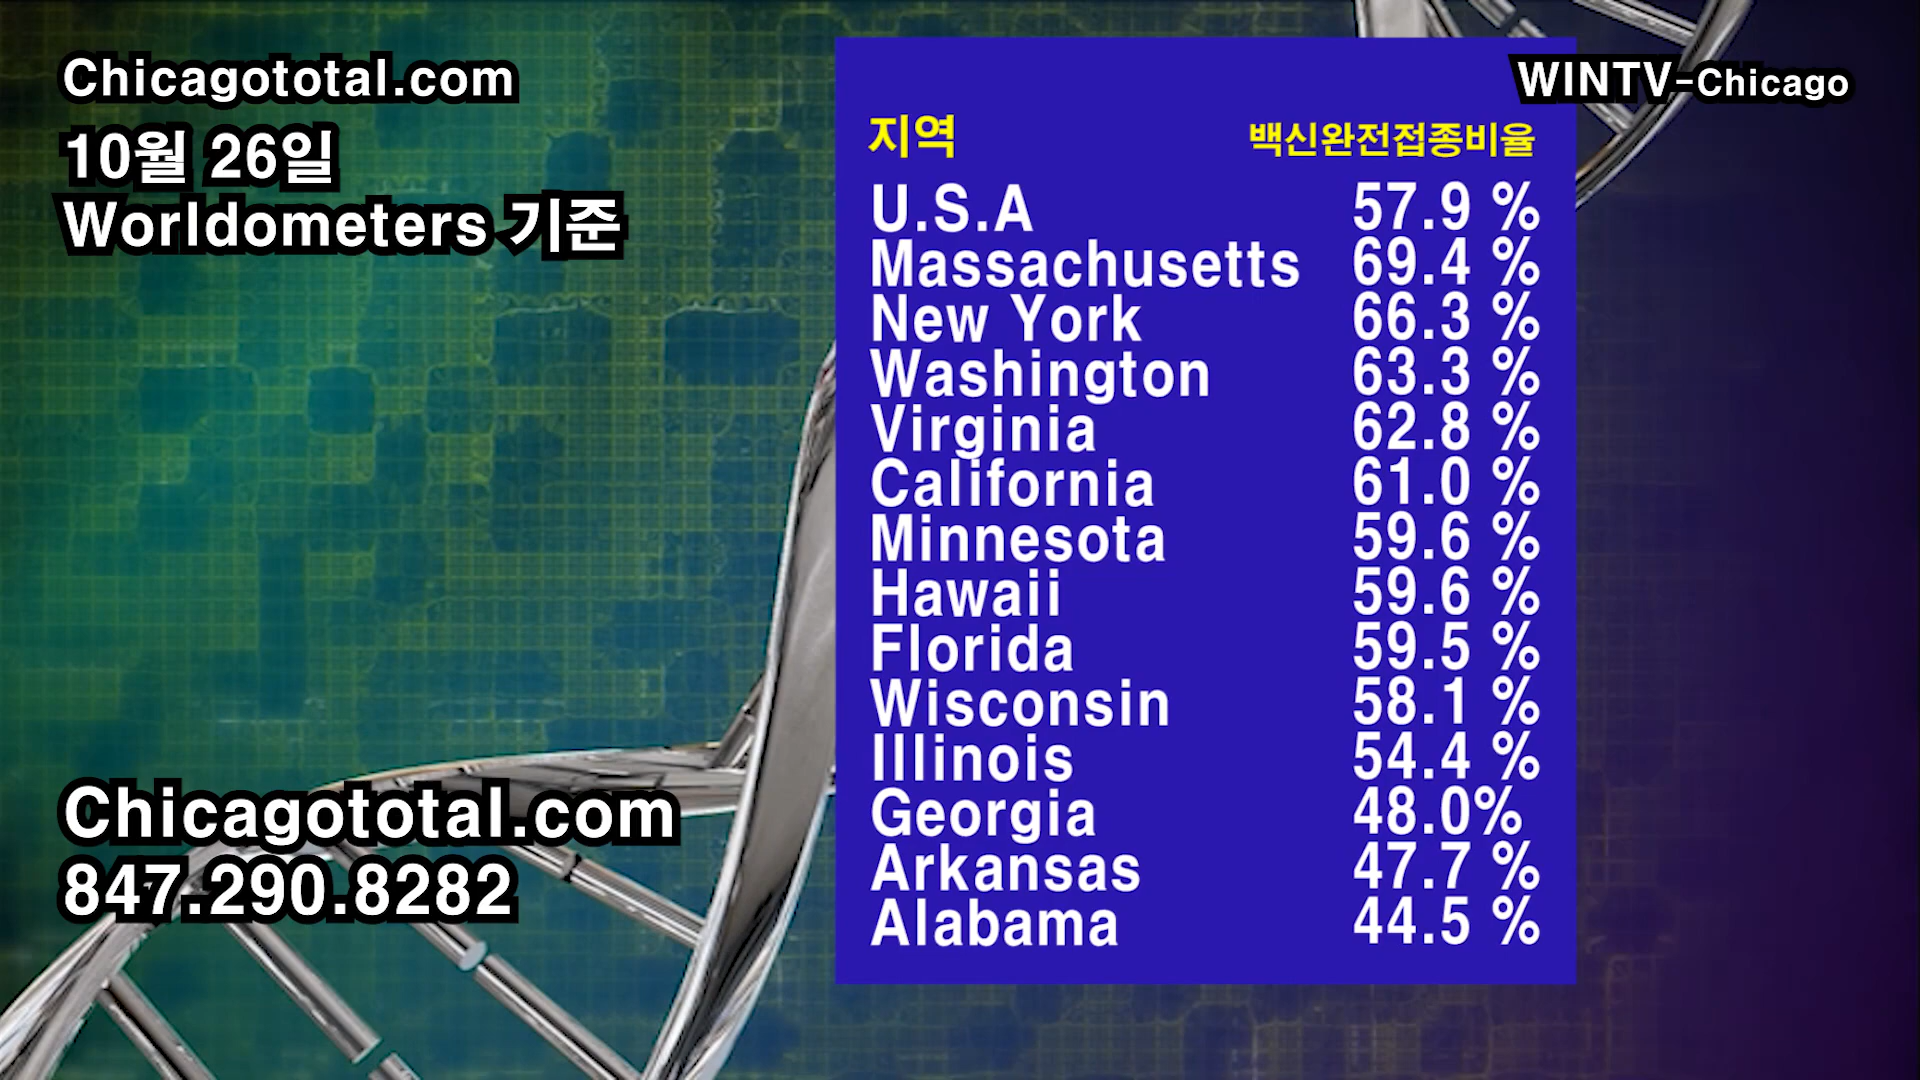 Chicagototal.com
10월 26일
Worldometers 기준
WINTV-Chicago
지역 백신완전접종비율
U.S.A 57.9 %
Massachusetts 69.4 %
New York 66.3 %
Washington 63.3 %
Virginia 62.8 %
California 61.0 %
Minnesota 59.6 %
Hawaii 59.6 %
Florida 59.5 %
Wisconsin 58.1 %
Illinois 54.4 %
Georgia 48.0%
Arkansas 47.7 %
Alabama 44.5 %
Chicagototal.com
847.290.8282